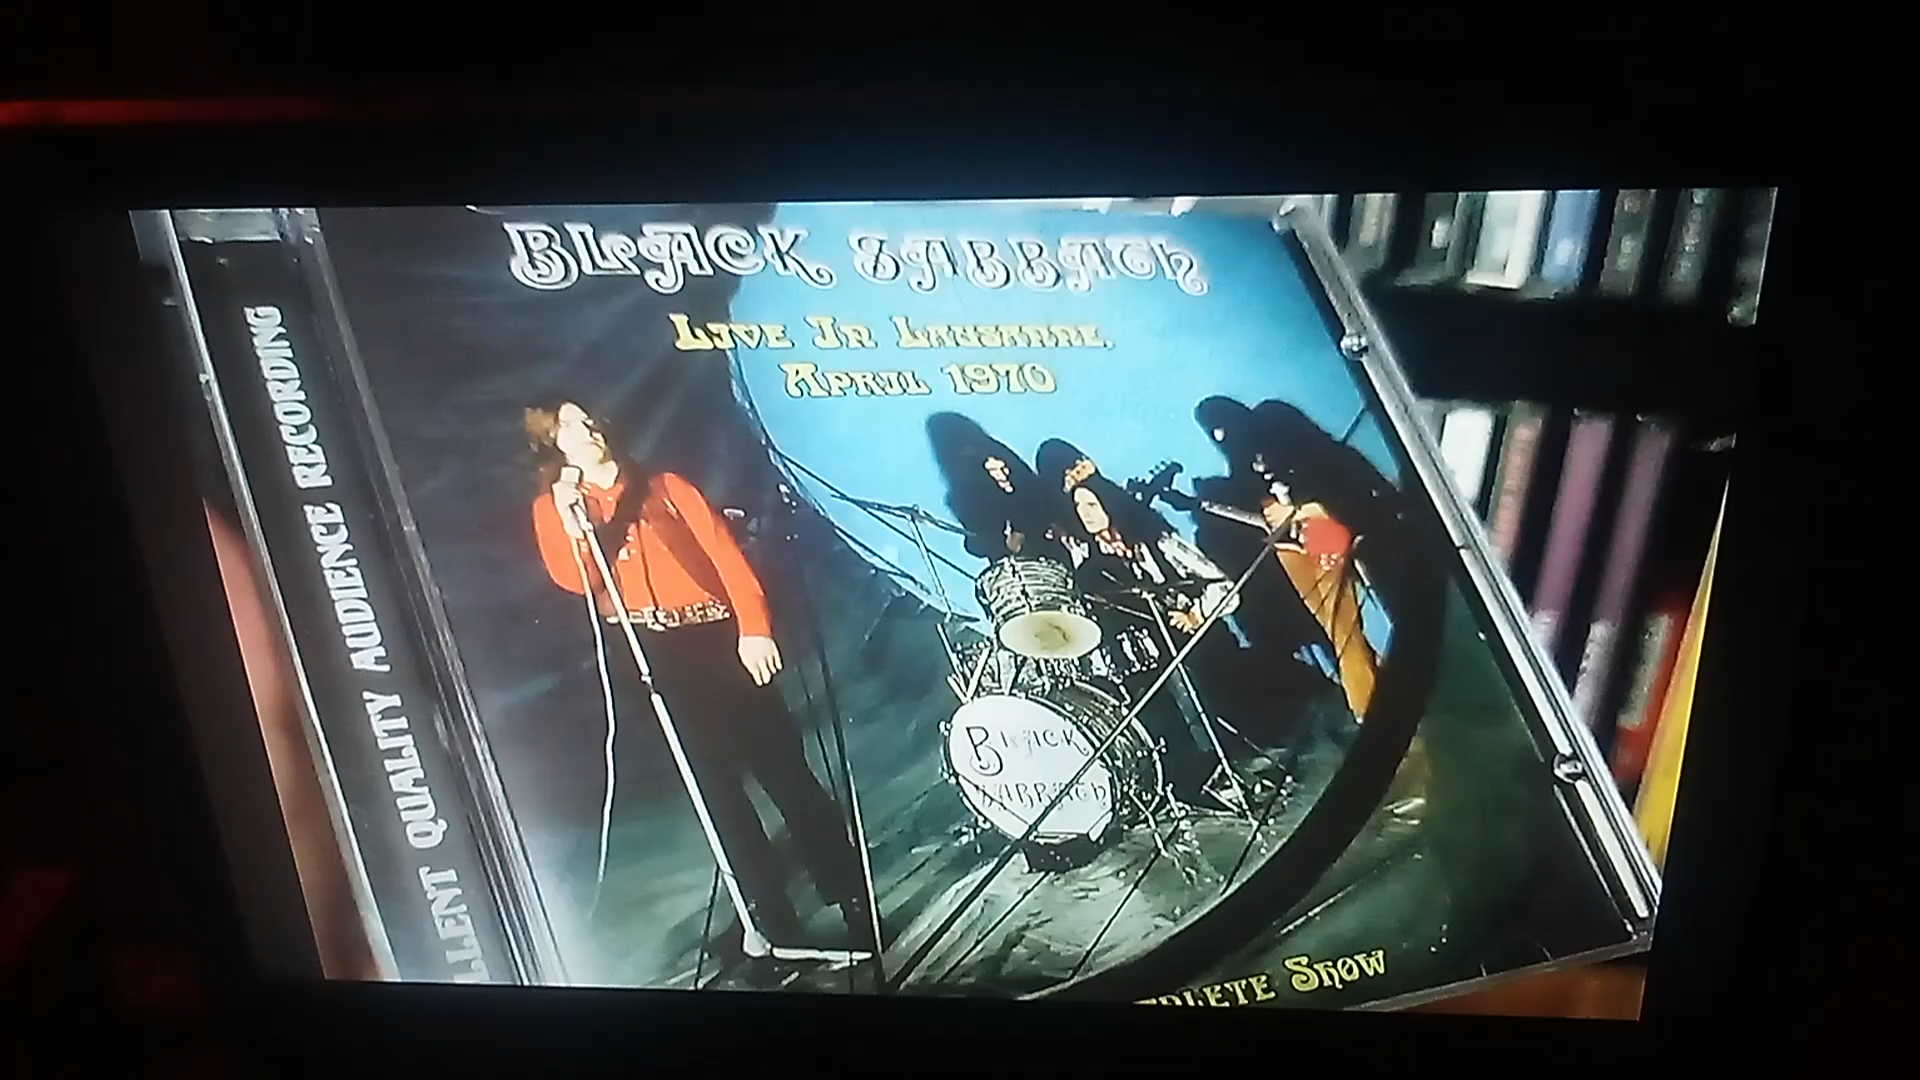 BLACK SABBATH
LIVE IN LAUSANNE,
APRIL 1970
QUALITY AUDIENCE RECORDING
BLACK
SABBATH
SHOW